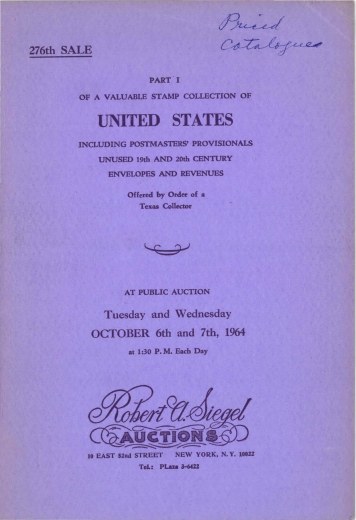 Priced
Catalogues
276th SALE
PART I
OF A VALUABLE STAMP COLLECTION OF
UNITED STATES
INCLUDING POSTMASTERS' PROVISIONALS
UNUSED 19th AND 20th CENTURY
ENVELOPES AND REVENUES
Offered by Order of a
Texas Collector
AT PUBLIC AUCTION
Tuesday and Wednesday
OCTOBER 6th and 7th, 1964
at 1:30 P. M. Each Day
Robert A. Siegel
AUCTIONS
10 EAST 52nd STREET NEW YORK, N. Y. 10022
Tel.: PLaza 3-6422